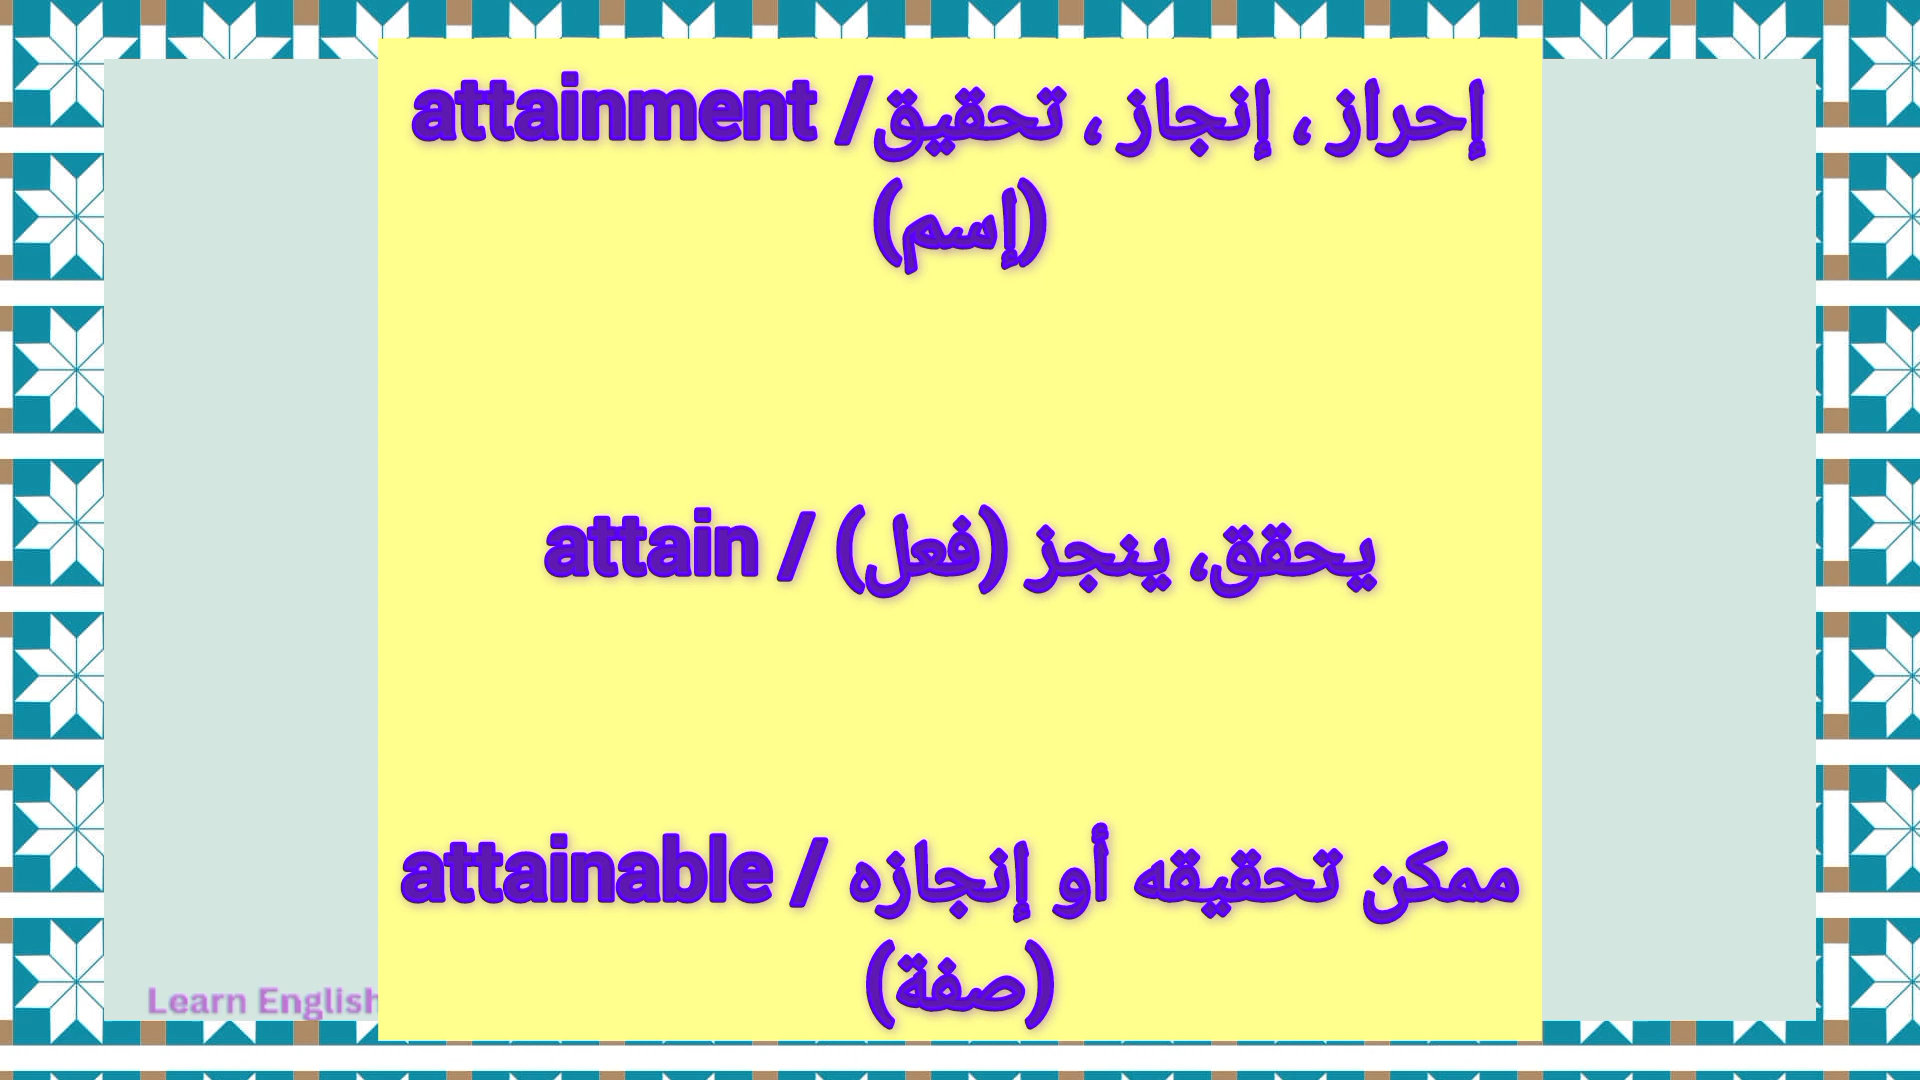 attainment /إحراز ، إنجاز ، تحقيق
(إسم)
attain / يحقق، ينجز (فعل)
attainable / ممكن تحقيقه أو إنجازه
(صفة)
Learn English